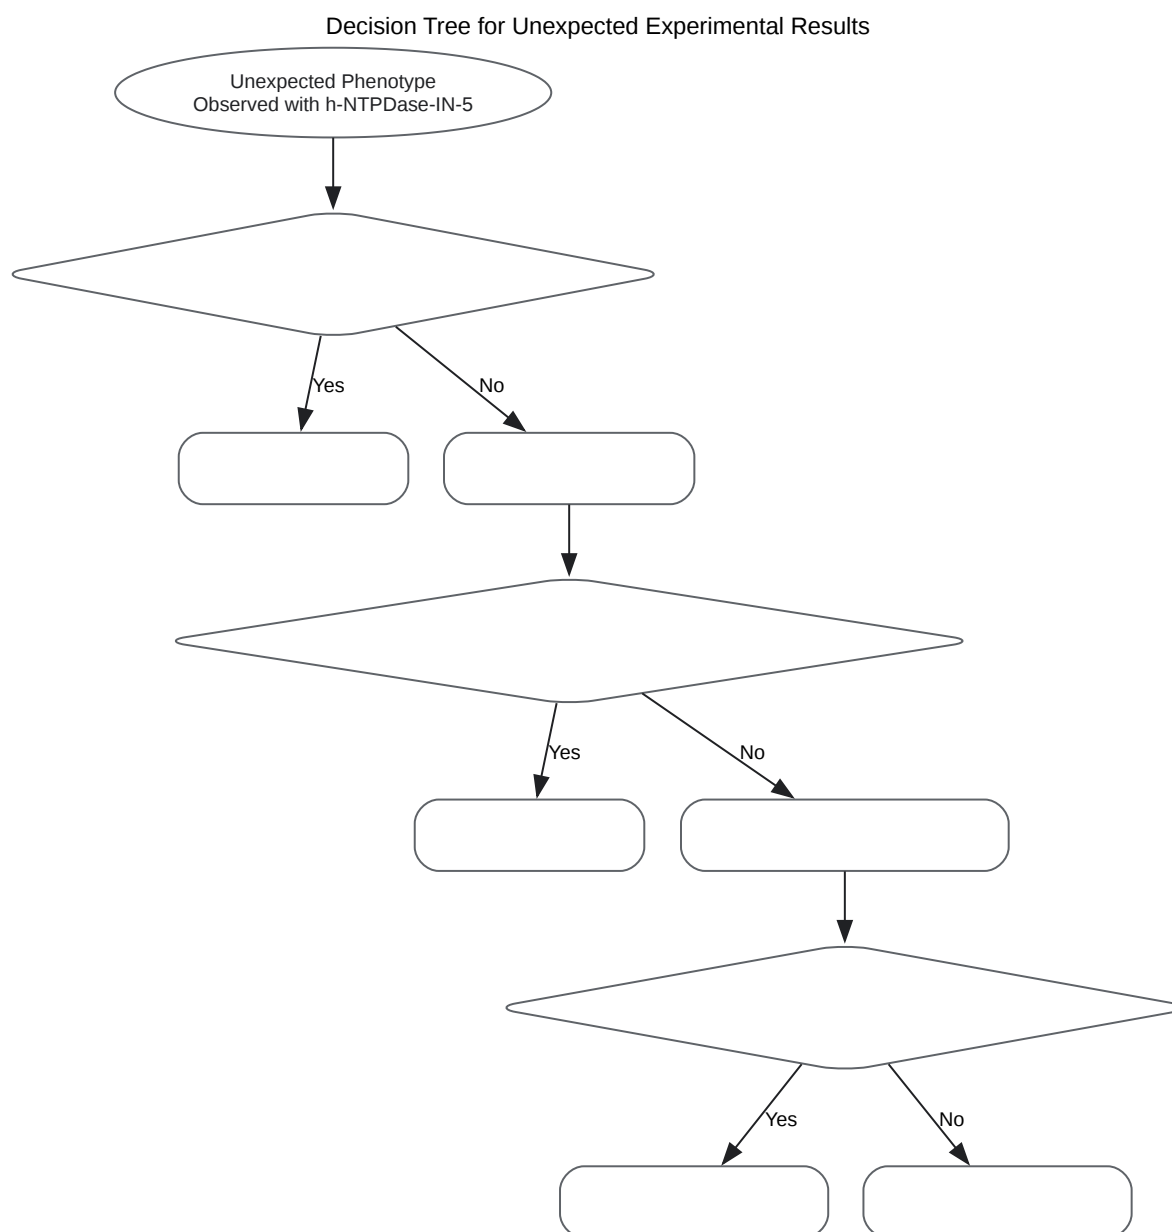 Decision Tree for Unexpected Experimental Results
Unexpected Phenotype
Observed with h-NTPDase-IN-5
Yes
No
Yes
No
Yes
No